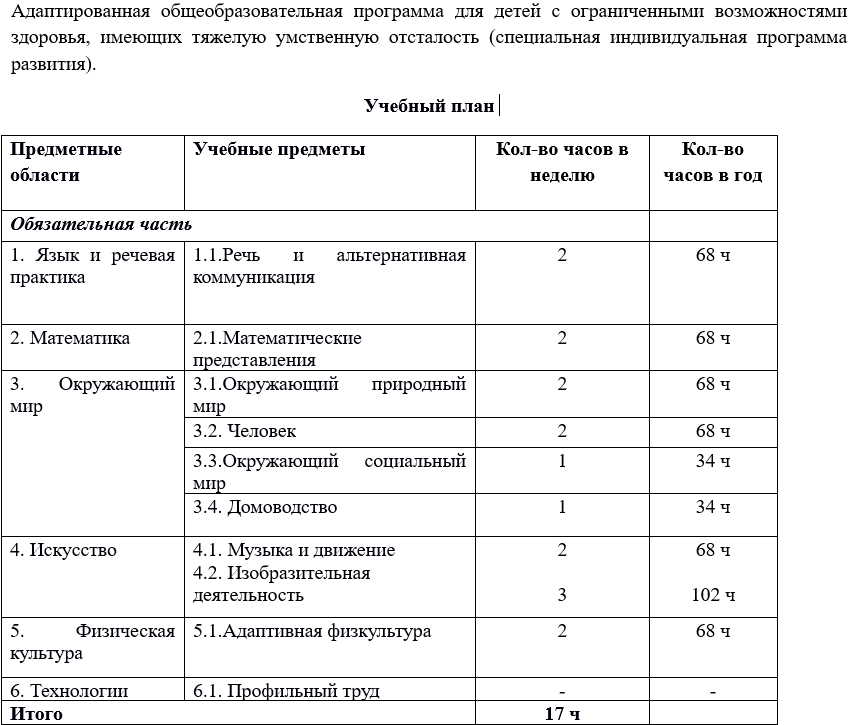 Адаптированная общеобразовательная программа для детей с ограниченными возможностями
здоровья, имеющих тяжелую умственную отсталость (специальная индивидуальная программа
развития).
Учебный план
Предметные области | Учебные предметы | Кол-во часов в неделю | Кол-во часов в год
Обязательная часть
1. Язык и речевая практика | 1.1.Речь и альтернативная коммуникация | 2 | 68 ч
2. Математика | 2.1.Математические представления | 2 | 68 ч
3. Окружающий мир | 3.1.Окружающий природный мир | 2 | 68 ч
3.2. Человек | 2 | 68 ч
3.3.Окружающий социальный мир | 1 | 34 ч
3.4. Домоводство | 1 | 34 ч
4. Искусство | 4.1. Музыка и движение | 2 | 68 ч
4.2. Изобразительная деятельность | 3 | 102 ч
5. Физическая культура | 5.1.Адаптивная физкультура | 2 | 68 ч
6. Технологии | 6.1. Профильный труд | - | -
Итого | 17 ч